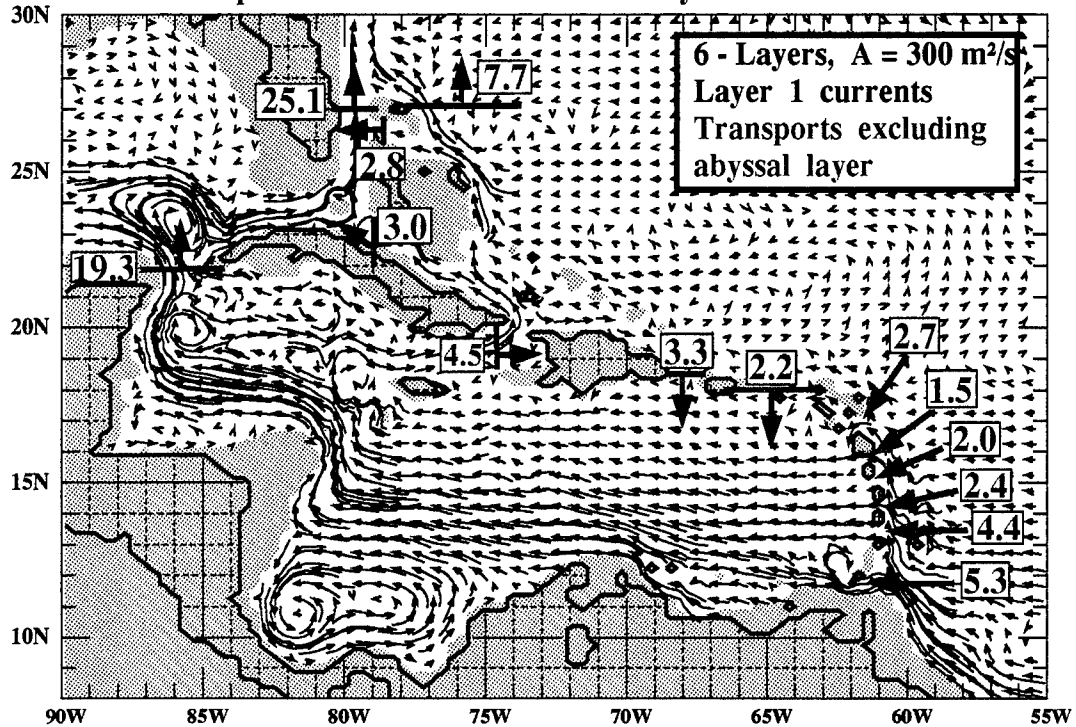 30N
25N
20N
15N
10N
90W 85W 80W 75W 70W 65W 60W 55W
6 - Layers, A = 300 m²/s
Layer 1 currents
Transports excluding
abyssal layer
7.7
25.1
2.8
3.0
19.3
4.5
3.3
2.2
2.7
1.5
2.0
2.4
4.4
5.3